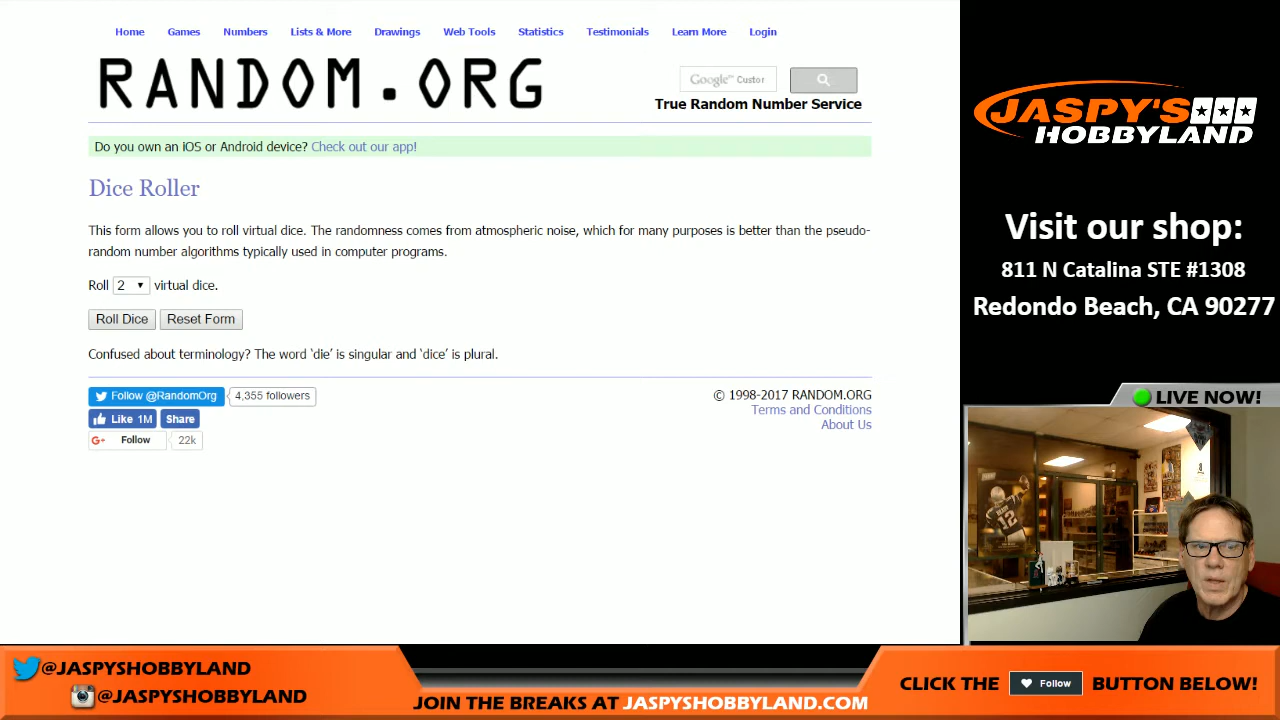 Home Games Numbers Lists & More Drawings Web Tools Statistics Testimonials Learn More Login
RANDOM.ORG
Google™ Custor
True Random Number Service
Do you own an iOS or Android device? Check out our app!
Dice Roller
This form allows you to roll virtual dice. The randomness comes from atmospheric noise, which for many purposes is better than the pseudo-
random number algorithms typically used in computer programs.
Roll 2 virtual dice.
Roll Dice Reset Form
Confused about terminology? The word ‘die’ is singular and ‘dice’ is plural.
Follow @RandomOrg 4,355 followers
Like 1M Share
G+ Follow 22k
© 1998-2017 RANDOM.ORG
Terms and Conditions
About Us
JASPY'S
HOBBYLAND
Visit our shop:
811 N Catalina STE #1308
Redondo Beach, CA 90277
LIVE NOW!
12
@JASPYSHOBBYLAND
@JASPYSHOBBYLAND
JOIN THE BREAKS AT JASPYSHOBBYLAND.COM
CLICK THE Follow BUTTON BELOW!